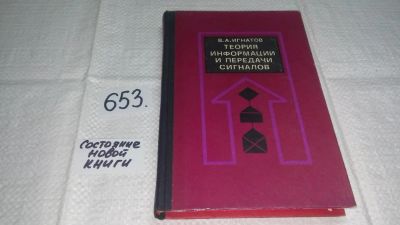 653.
состояние
новой
книги
В.А.ИГНАТОВ
ТЕОРИЯ
ИНФОРМАЦИИ
И ПЕРЕДАЧИ
СИГНАЛОВ